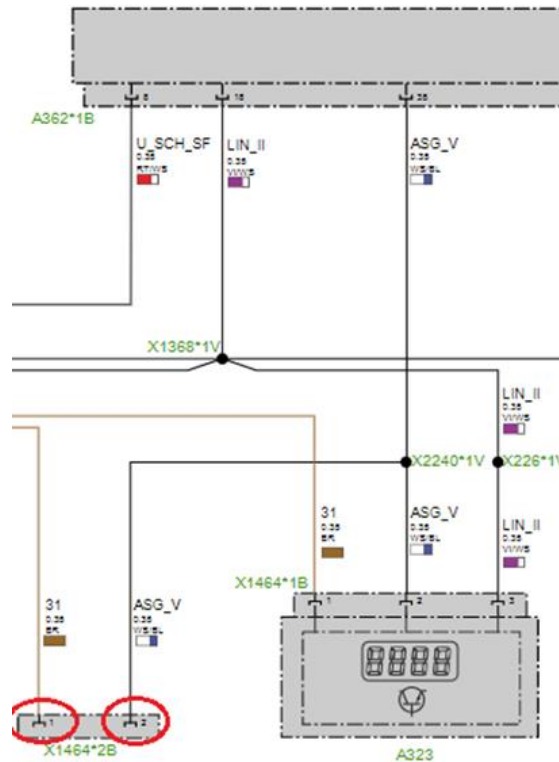 8
16
26
A362*1B
U_SCH_SF
0.35
RT/WS
LIN_II
0.35
VI/WS
ASG_V
0.35
WS/BL
X1368*1V
LIN_II
0.35
VI/WS
X2240*1V
X226*1V
31
0.35
BR
ASG_V
0.35
WS/BL
LIN_II
0.35
VI/WS
X1464*1B
1
2
3
31
0.35
BR
ASG_V
0.35
WS/BL
8888
1
2
X1464*2B
A323